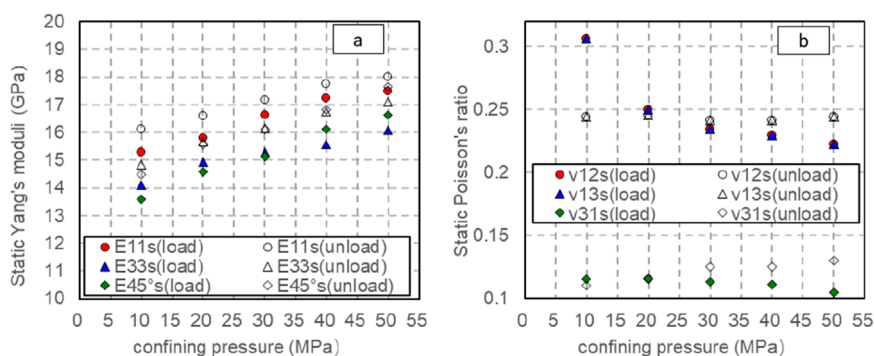 a
20
19
18
17
16
15
14
13
12
11
10
Static Yang's moduli (GPa)
E11s(load) E11s(unload)
E33s(load) E33s(unload)
E45°s(load) E45°s(unload)
0 5 10 15 20 25 30 35 40 45 50 55
confining pressure (MPa)
b
0.3
0.25
0.2
0.15
0.1
Static Poisson's ratio
v12s(load) v12s(unload)
v13s(load) v13s(unload)
v31s(load) v31s(unload)
0 5 10 15 20 25 30 35 40 45 50 55
confining pressure (MPa)